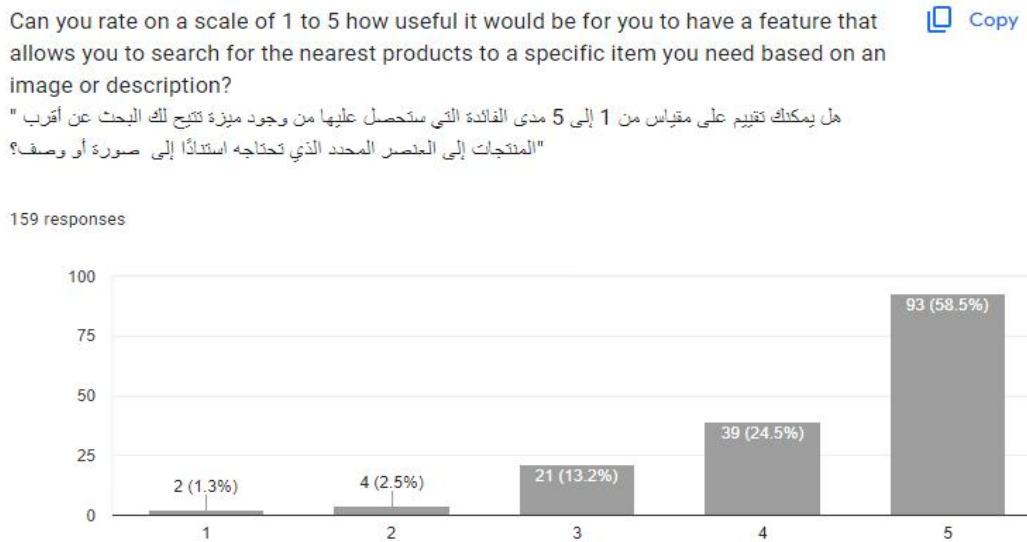 Can you rate on a scale of 1 to 5 how useful it would be for you to have a feature that
allows you to search for the nearest products to a specific item you need based on an
image or description?
" هل يمكنك تقييم على مقياس من 1 إلى 5 مدى الفائدة التي ستحصل عليها من وجود ميزة تتيح لك البحث عن أقرب
المنتجات إلى العنصر المحدد الذي تحتاجه استنادًا إلى صورة أو وصف؟"
Copy
159 responses
100
75
50
25
0
2 (1.3%)
4 (2.5%)
21 (13.2%)
39 (24.5%)
93 (58.5%)
1
2
3
4
5